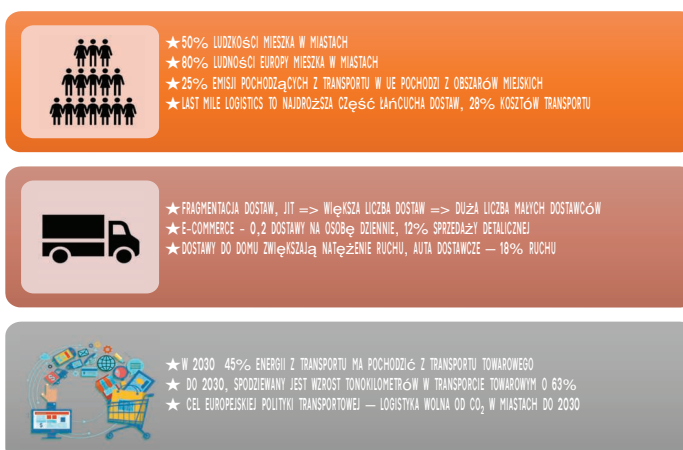 ★ 50% LUDZKOŚCI MIESZKA W MIASTACH
★ 80% LUDNOŚCI EUROPY MIESZKA W MIASTACH
★ 25% EMISJI POCHODZĄCYCH Z TRANSPORTU W UE POCHODZI Z OBSZARÓW MIEJSKICH
★ LAST MILE LOGISTICS TO NAJDROŻSZA CZĘŚĆ ŁAŃCUCHA DOSTAW, 28% KOSZTÓW TRANSPORTU
★ FRAGMENTACJA DOSTAW, JIT => WIĘKSZA LICZBA DOSTAW => DUŻA LICZBA MAŁYCH DOSTAWCÓW
★ E-COMMERCE - 0,2 DOSTAWY NA OSOBĘ DZIENNIE, 12% SPRZEDAŻY DETALICZNEJ
★ DOSTAWY DO DOMU ZWIĘKSZAJĄ NATĘŻENIE RUCHU, AUTA DOSTAWCZE – 18% RUCHU
★ W 2030 45% ENERGII Z TRANSPORTU MA POCHODZIĆ Z TRANSPORTU TOWAROWEGO
★ DO 2030, SPODZIEWANY JEST WZROST TONOKILOMETRÓW W TRANSPORCIE TOWAROWYM O 63%
★ CEL EUROPEJSKIEJ POLITYKI TRANSPORTOWEJ – LOGISTYKA WOLNA OD CO₂ W MIASTACH DO 2030